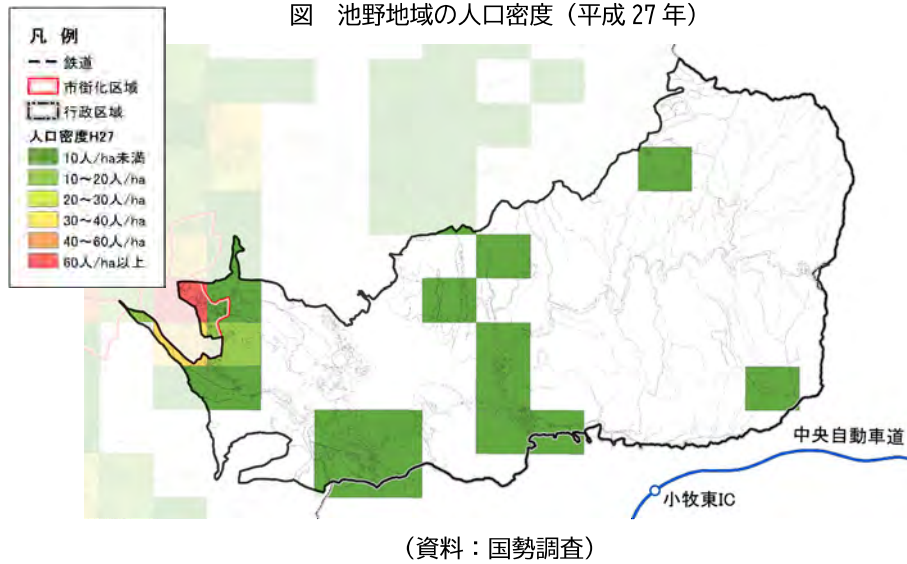 図　池野地域の人口密度（平成 27 年）
凡 例
鉄道
市街化区域
行政区域
人口密度H27
10人/ha未満
10～20人/ha
20～30人/ha
30～40人/ha
40～60人/ha
60人/ha以上
中央自動車道
小牧東IC
（資料：国勢調査）